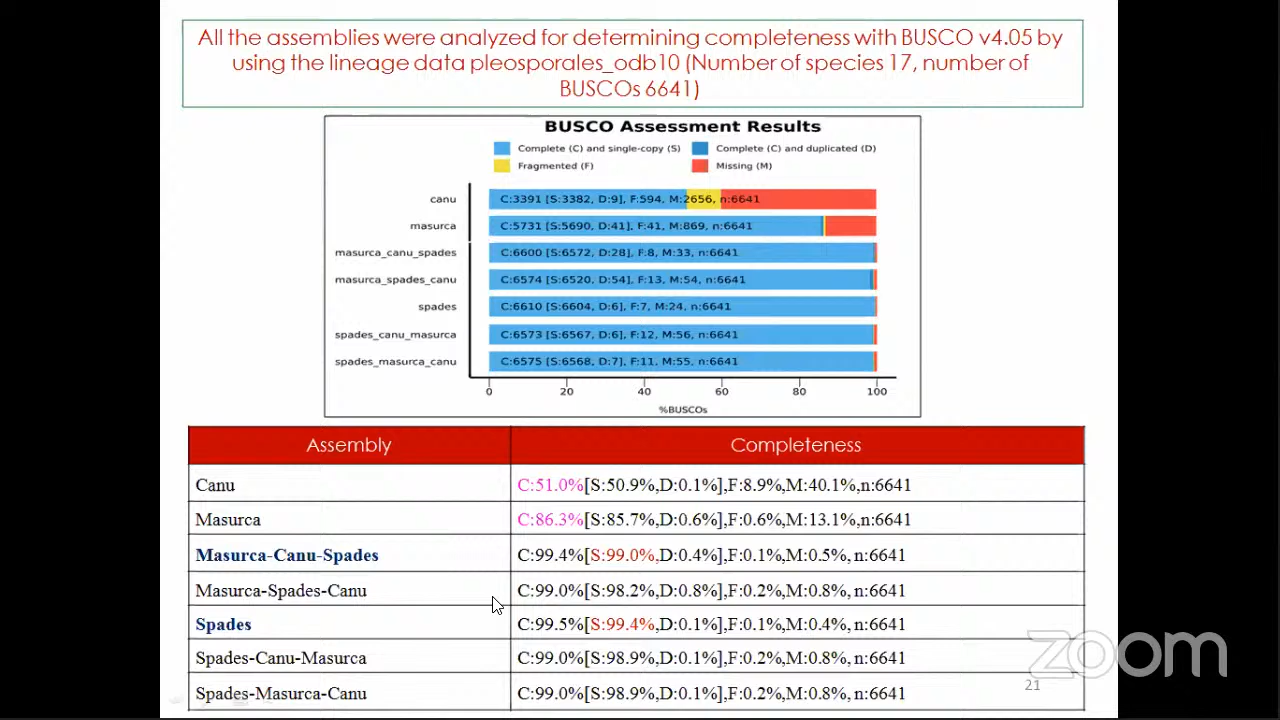 All the assemblies were analyzed for determining completeness with BUSCO v4.05 by
using the lineage data pleosporales_odb10 (Number of species 17, number of
BUSCOs 6641)
BUSCO Assessment Results
Complete (C) and single-copy (S) Complete (C) and duplicated (D)
Fragmented (F) Missing (M)
canu C:3391 [S:3382, D:9], F:594, M:2656, n:6641
masurca C:5731 [S:5690, D:41], F:41, M:869, n:6641
masurca_canu_spades C:6600 [S:6572, D:28], F:8, M:33, n:6641
masurca_spades_canu C:6574 [S:6520, D:54], F:13, M:54, n:6641
spades C:6610 [S:6604, D:6], F:7, M:24, n:6641
spades_canu_masurca C:6573 [S:6567, D:6], F:12, M:56, n:6641
spades_masurca_canu C:6575 [S:6568, D:7], F:11, M:55, n:6641
0 20 40 60 80 100
%BUSCOs
Assembly Completeness
Canu C:51.0%[S:50.9%,D:0.1%],F:8.9%,M:40.1%,n:6641
Masurca C:86.3%[S:85.7%,D:0.6%],F:0.6%,M:13.1%,n:6641
Masurca-Canu-Spades C:99.4%[S:99.0%,D:0.4%],F:0.1%,M:0.5%, n:6641
Masurca-Spades-Canu C:99.0%[S:98.2%,D:0.8%],F:0.2%,M:0.8%, n:6641
Spades C:99.5%[S:99.4%,D:0.1%],F:0.1%,M:0.4%, n:6641
Spades-Canu-Masurca C:99.0%[S:98.9%,D:0.1%],F:0.2%,M:0.8%, n:6641
Spades-Masurca-Canu C:99.0%[S:98.9%,D:0.1%],F:0.2%,M:0.8%, n:6641
zoom
21